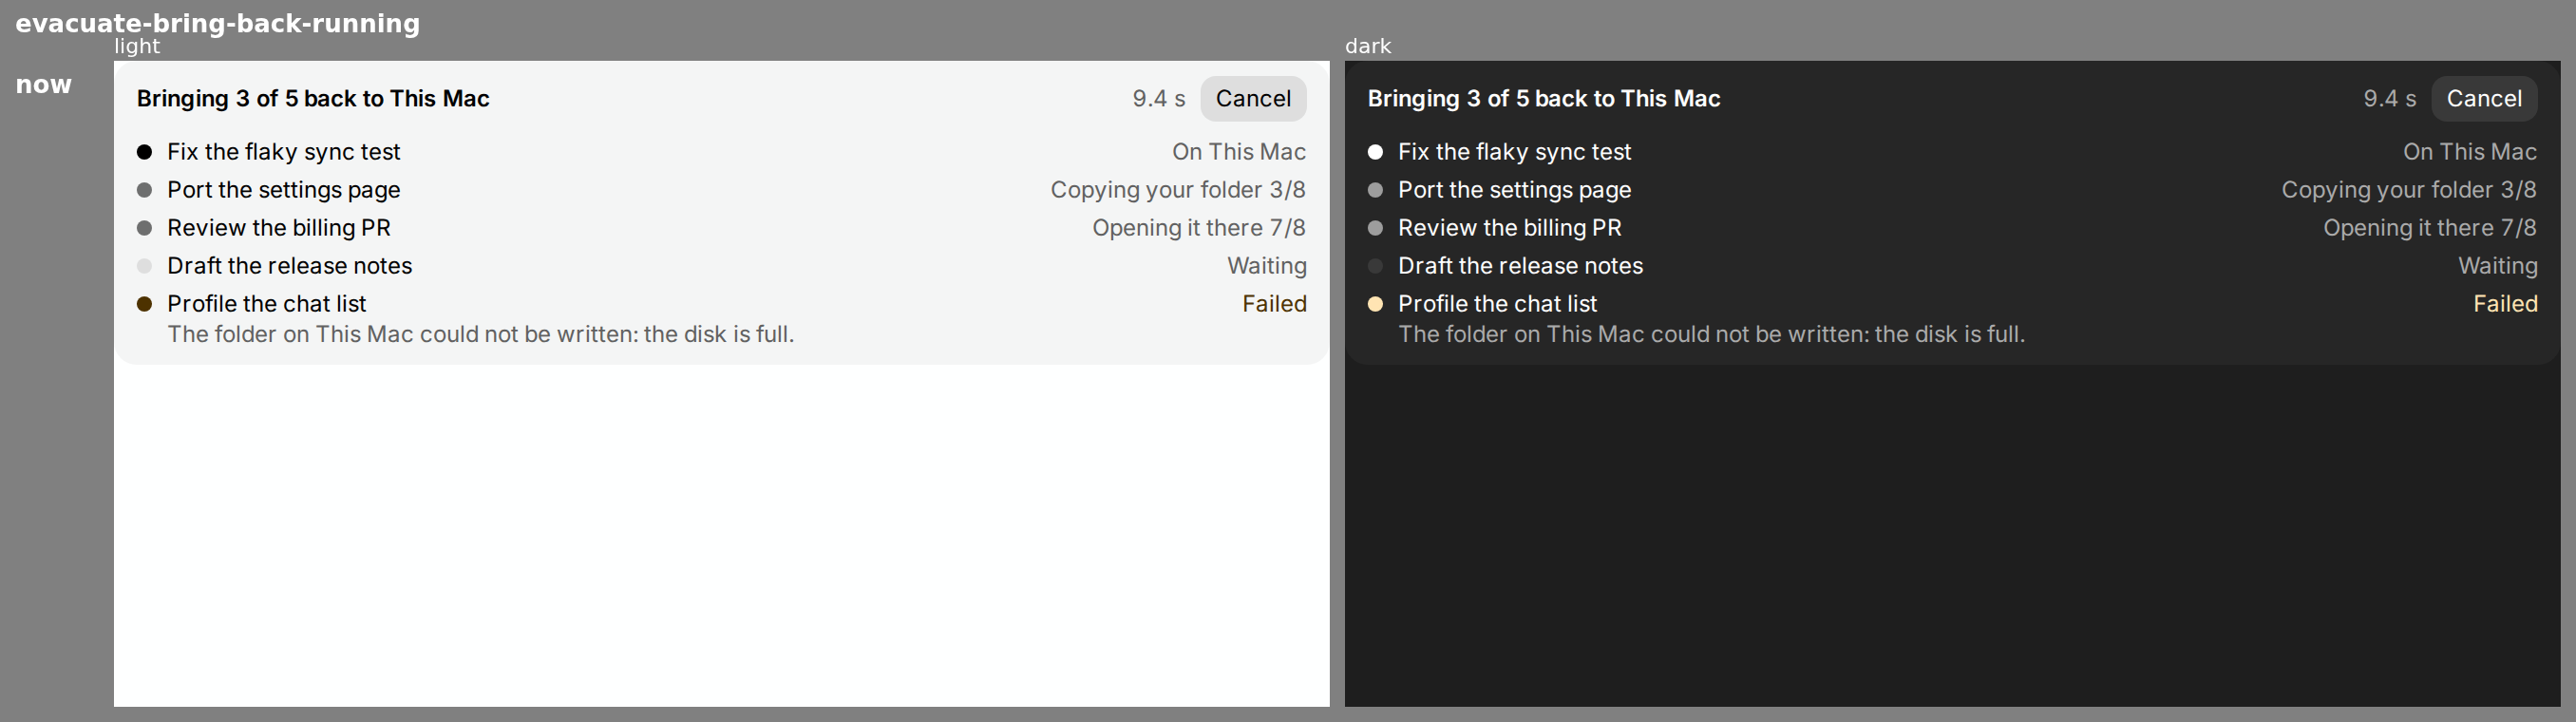 evacuate-bring-back-running
light
dark
now
Bringing 3 of 5 back to This Mac
9.4 s
Cancel
Fix the flaky sync test
On This Mac
Port the settings page
Copying your folder 3/8
Review the billing PR
Opening it there 7/8
Draft the release notes
Waiting
Profile the chat list
Failed
The folder on This Mac could not be written: the disk is full.
Bringing 3 of 5 back to This Mac
9.4 s
Cancel
Fix the flaky sync test
On This Mac
Port the settings page
Copying your folder 3/8
Review the billing PR
Opening it there 7/8
Draft the release notes
Waiting
Profile the chat list
Failed
The folder on This Mac could not be written: the disk is full.